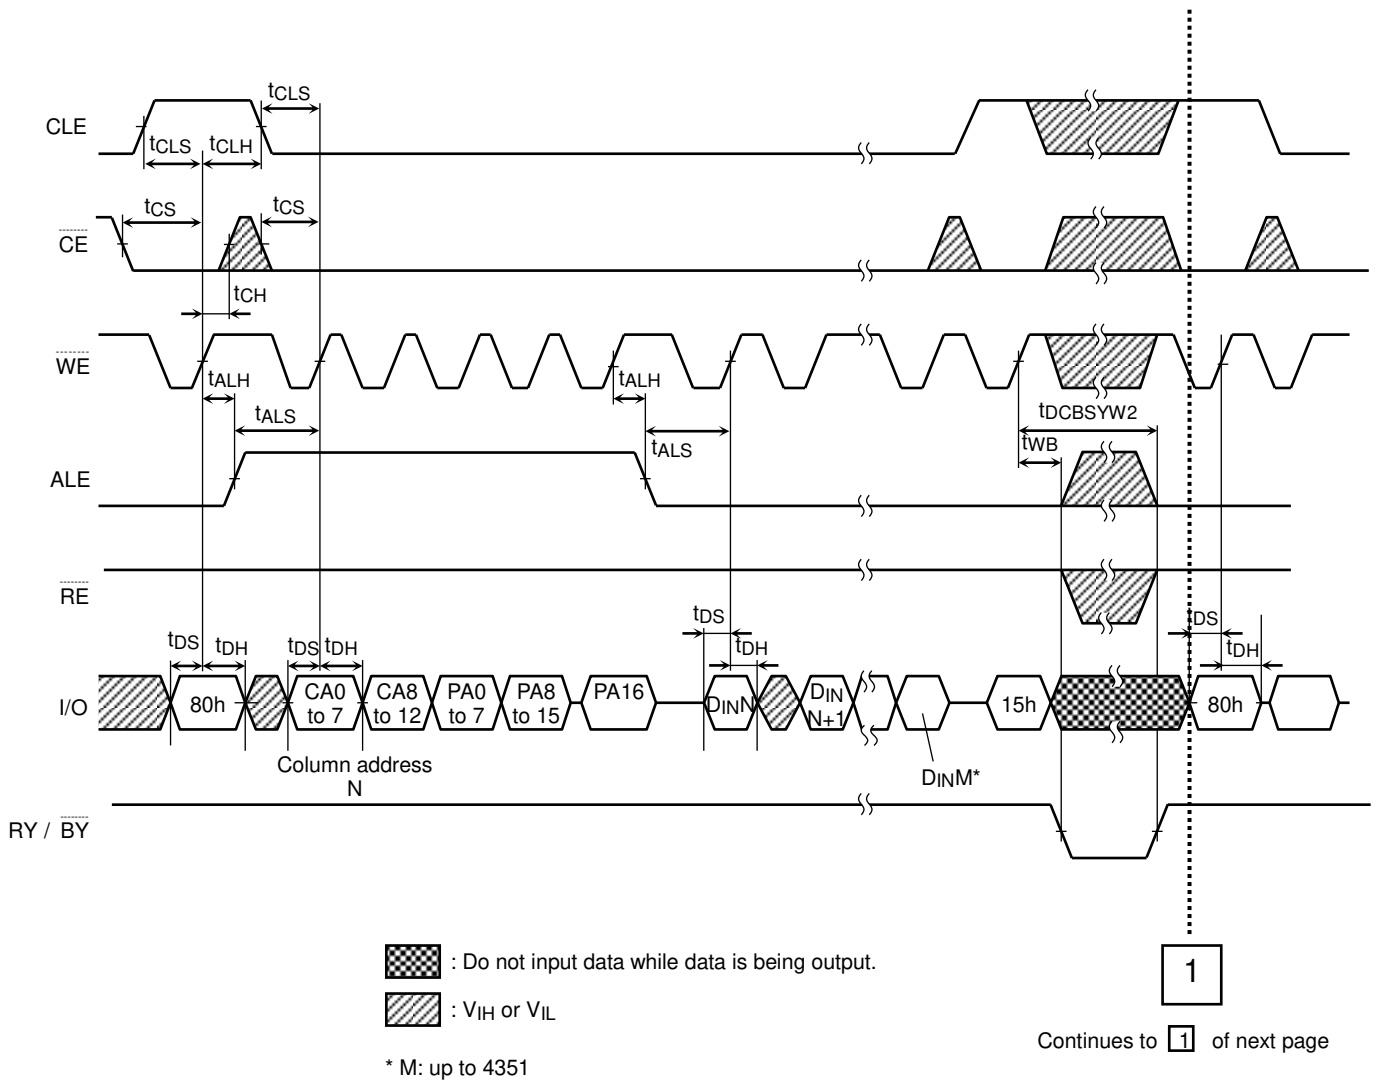 tCLS
CLE
tCLS
tCLH
tCS
tCS
CE
tCH
WE
tALH
tALH
tDCBSYW2
tALS
tALS
tWB
ALE
RE
tDS
tDH
tDS
tDH
tDS
tDH
tDS
tDH
I/O
80h
CA0 to 7
CA8 to 12
PA0 to 7
PA8 to 15
PA16
DINN
DIN N+1
15h
80h
Column address
N
DINM*
RY / BY
: Do not input data while data is being output.
1
: VIH or VIL
Continues to 1 of next page
* M: up to 4351